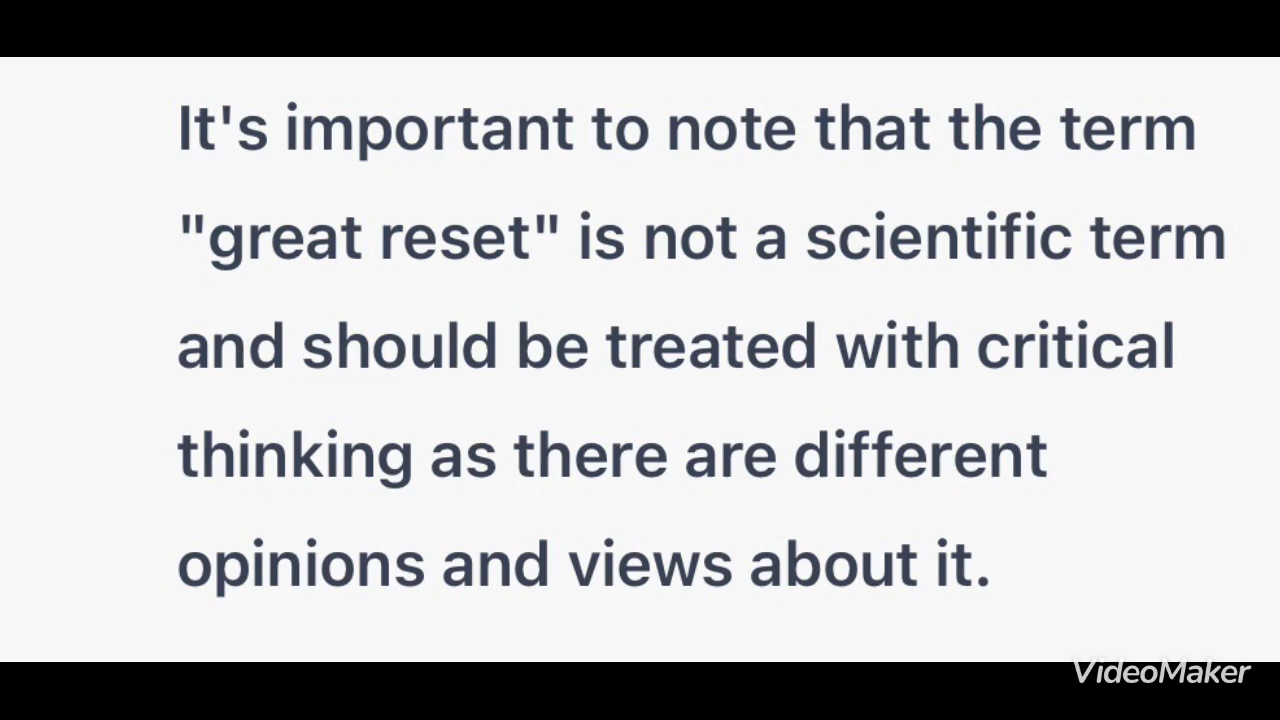 It's important to note that the term
"great reset" is not a scientific term
and should be treated with critical
thinking as there are different
opinions and views about it.
VideoMaker